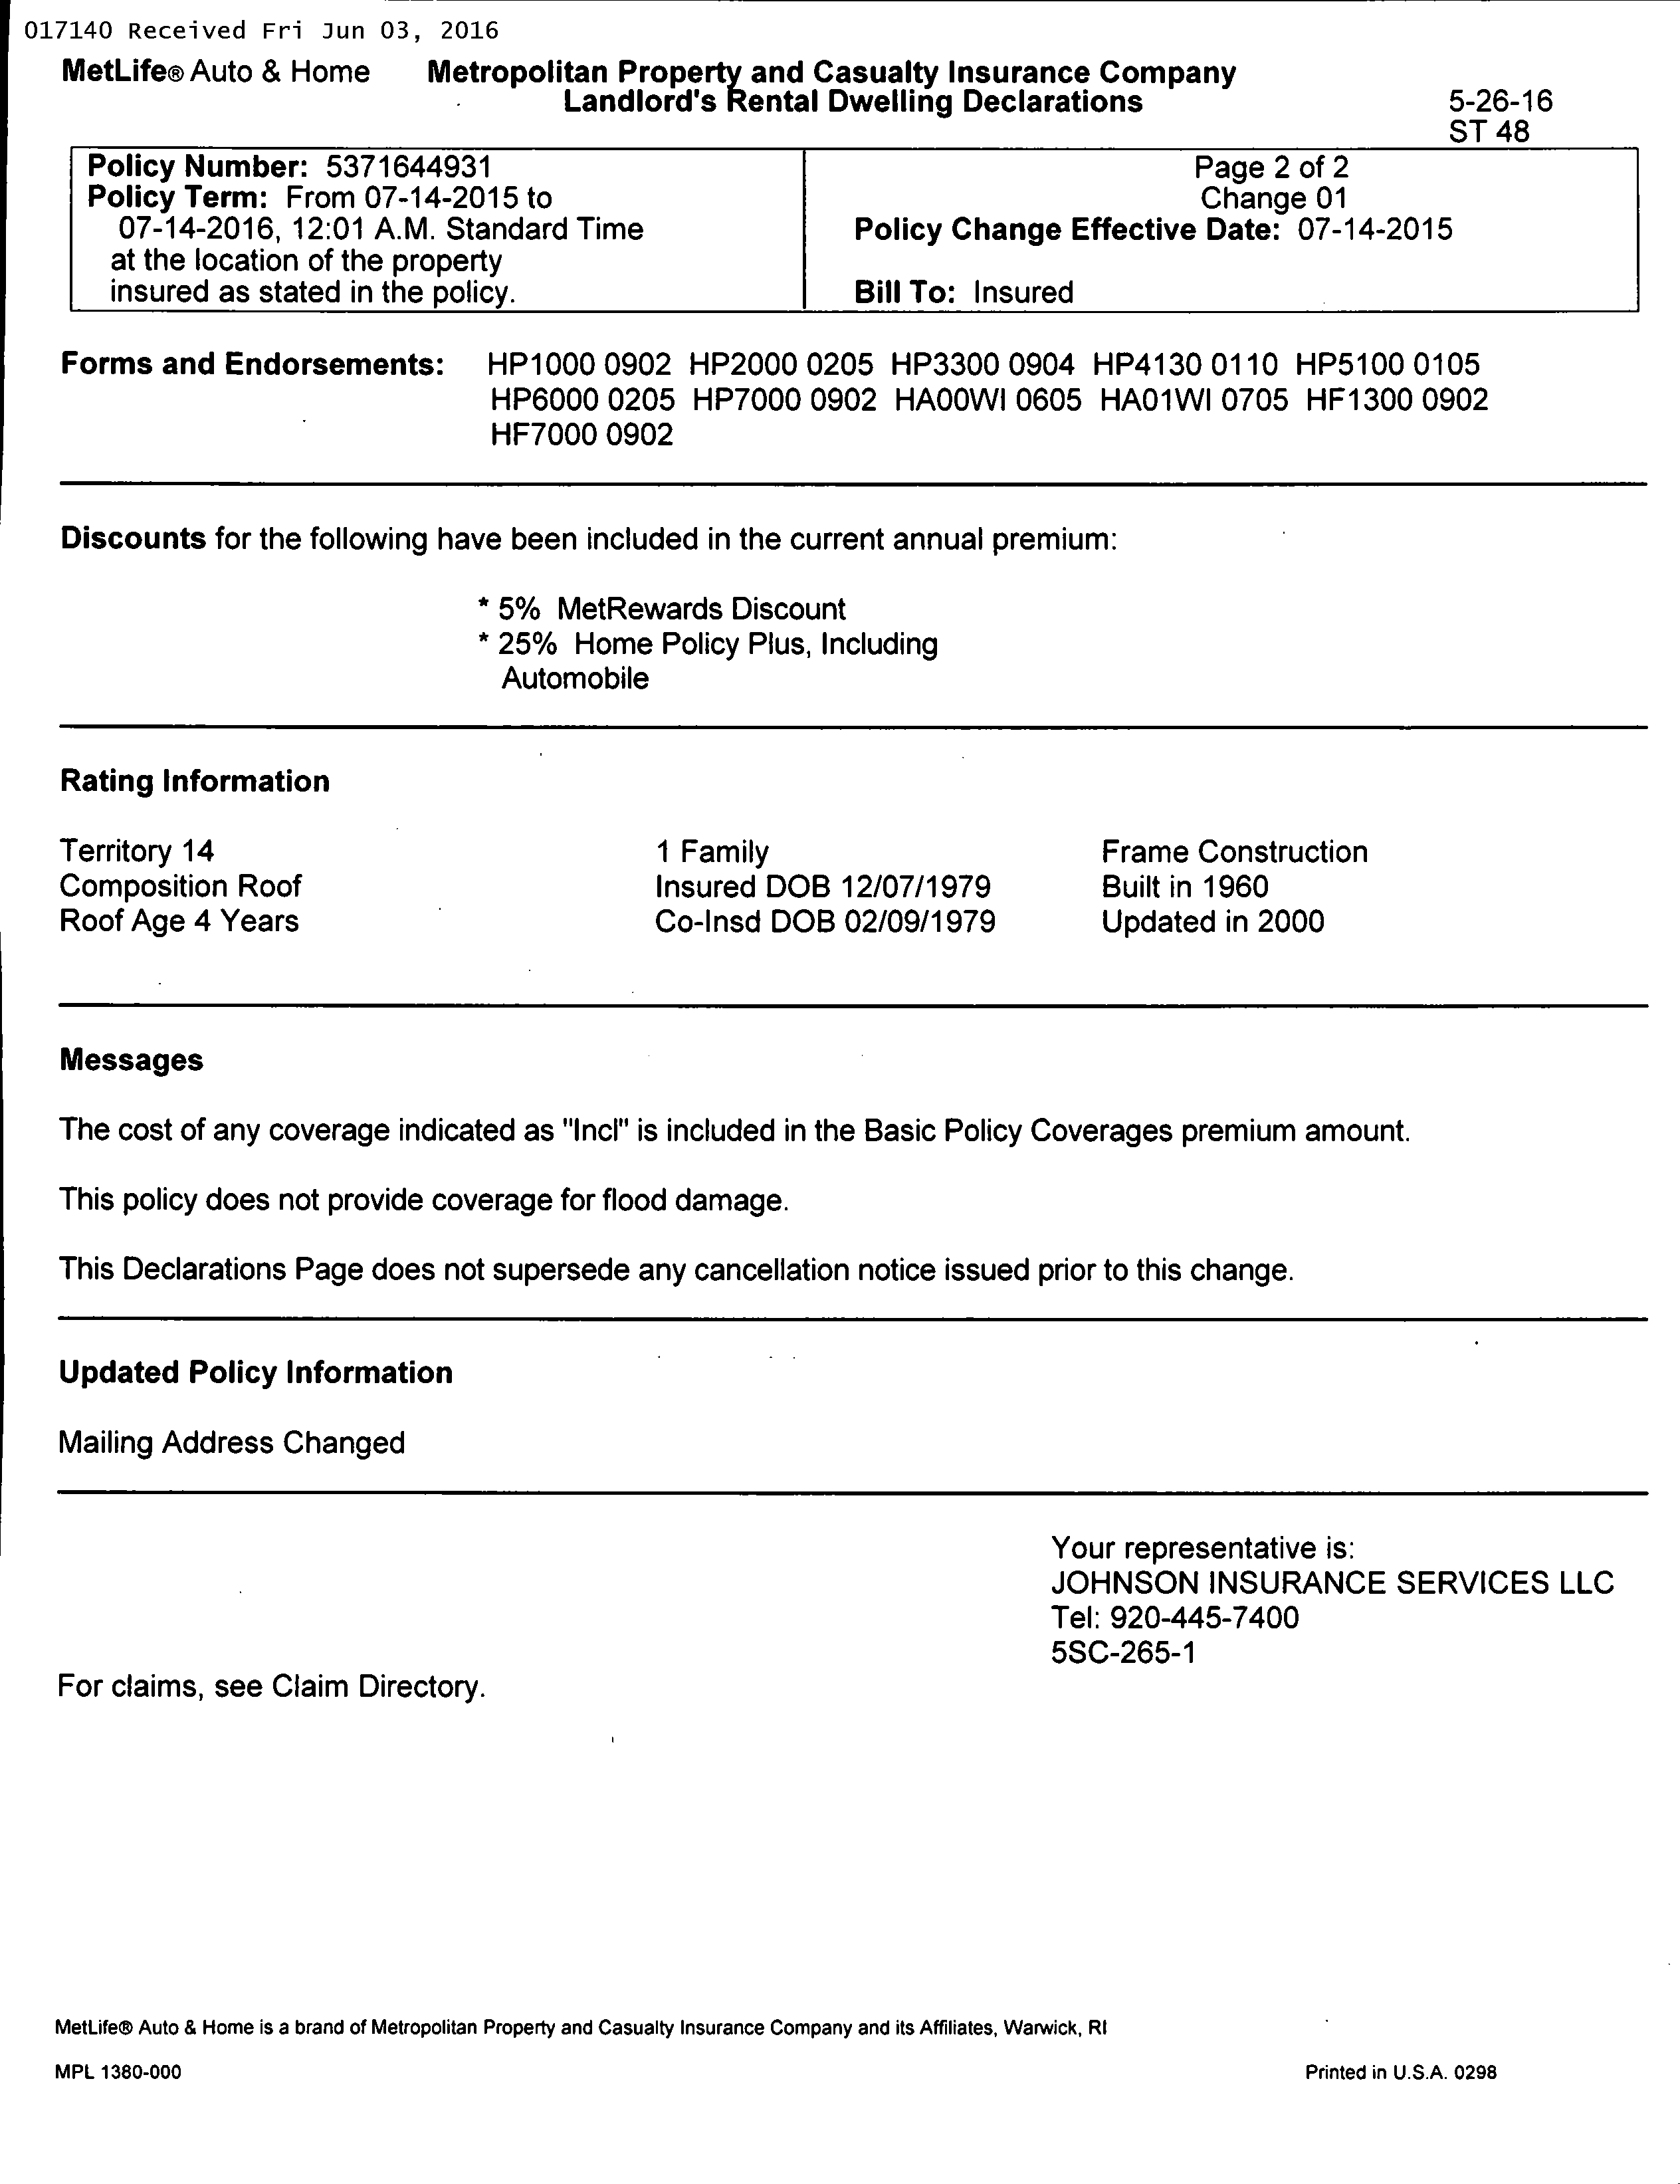 017140 Received Fri Jun 03, 2016
MetLife® Auto & Home Metropolitan Property and Casualty Insurance Company
Landlord's Rental Dwelling Declarations 5-26-16
ST 48
Policy Number: 5371644931 Page 2 of 2
Policy Term: From 07-14-2015 to Change 01
07-14-2016, 12:01 A.M. Standard Time Policy Change Effective Date: 07-14-2015
at the location of the property
insured as stated in the policy. Bill To: Insured
Forms and Endorsements: HP1000 0902 HP2000 0205 HP3300 0904 HP4130 0110 HP5100 0105
HP6000 0205 HP7000 0902 HA00WI 0605 HA01WI 0705 HF1300 0902
HF7000 0902
Discounts for the following have been included in the current annual premium:
* 5% MetRewards Discount
* 25% Home Policy Plus, Including
Automobile
Rating Information
Territory 14 1 Family Frame Construction
Composition Roof Insured DOB 12/07/1979 Built in 1960
Roof Age 4 Years Co-Insd DOB 02/09/1979 Updated in 2000
Messages
The cost of any coverage indicated as "Incl" is included in the Basic Policy Coverages premium amount.
This policy does not provide coverage for flood damage.
This Declarations Page does not supersede any cancellation notice issued prior to this change.
Updated Policy Information
Mailing Address Changed
Your representative is:
JOHNSON INSURANCE SERVICES LLC
Tel: 920-445-7400
5SC-265-1
For claims, see Claim Directory.
MetLife® Auto & Home is a brand of Metropolitan Property and Casualty Insurance Company and its Affiliates, Warwick, RI
MPL 1380-000 Printed in U.S.A. 0298